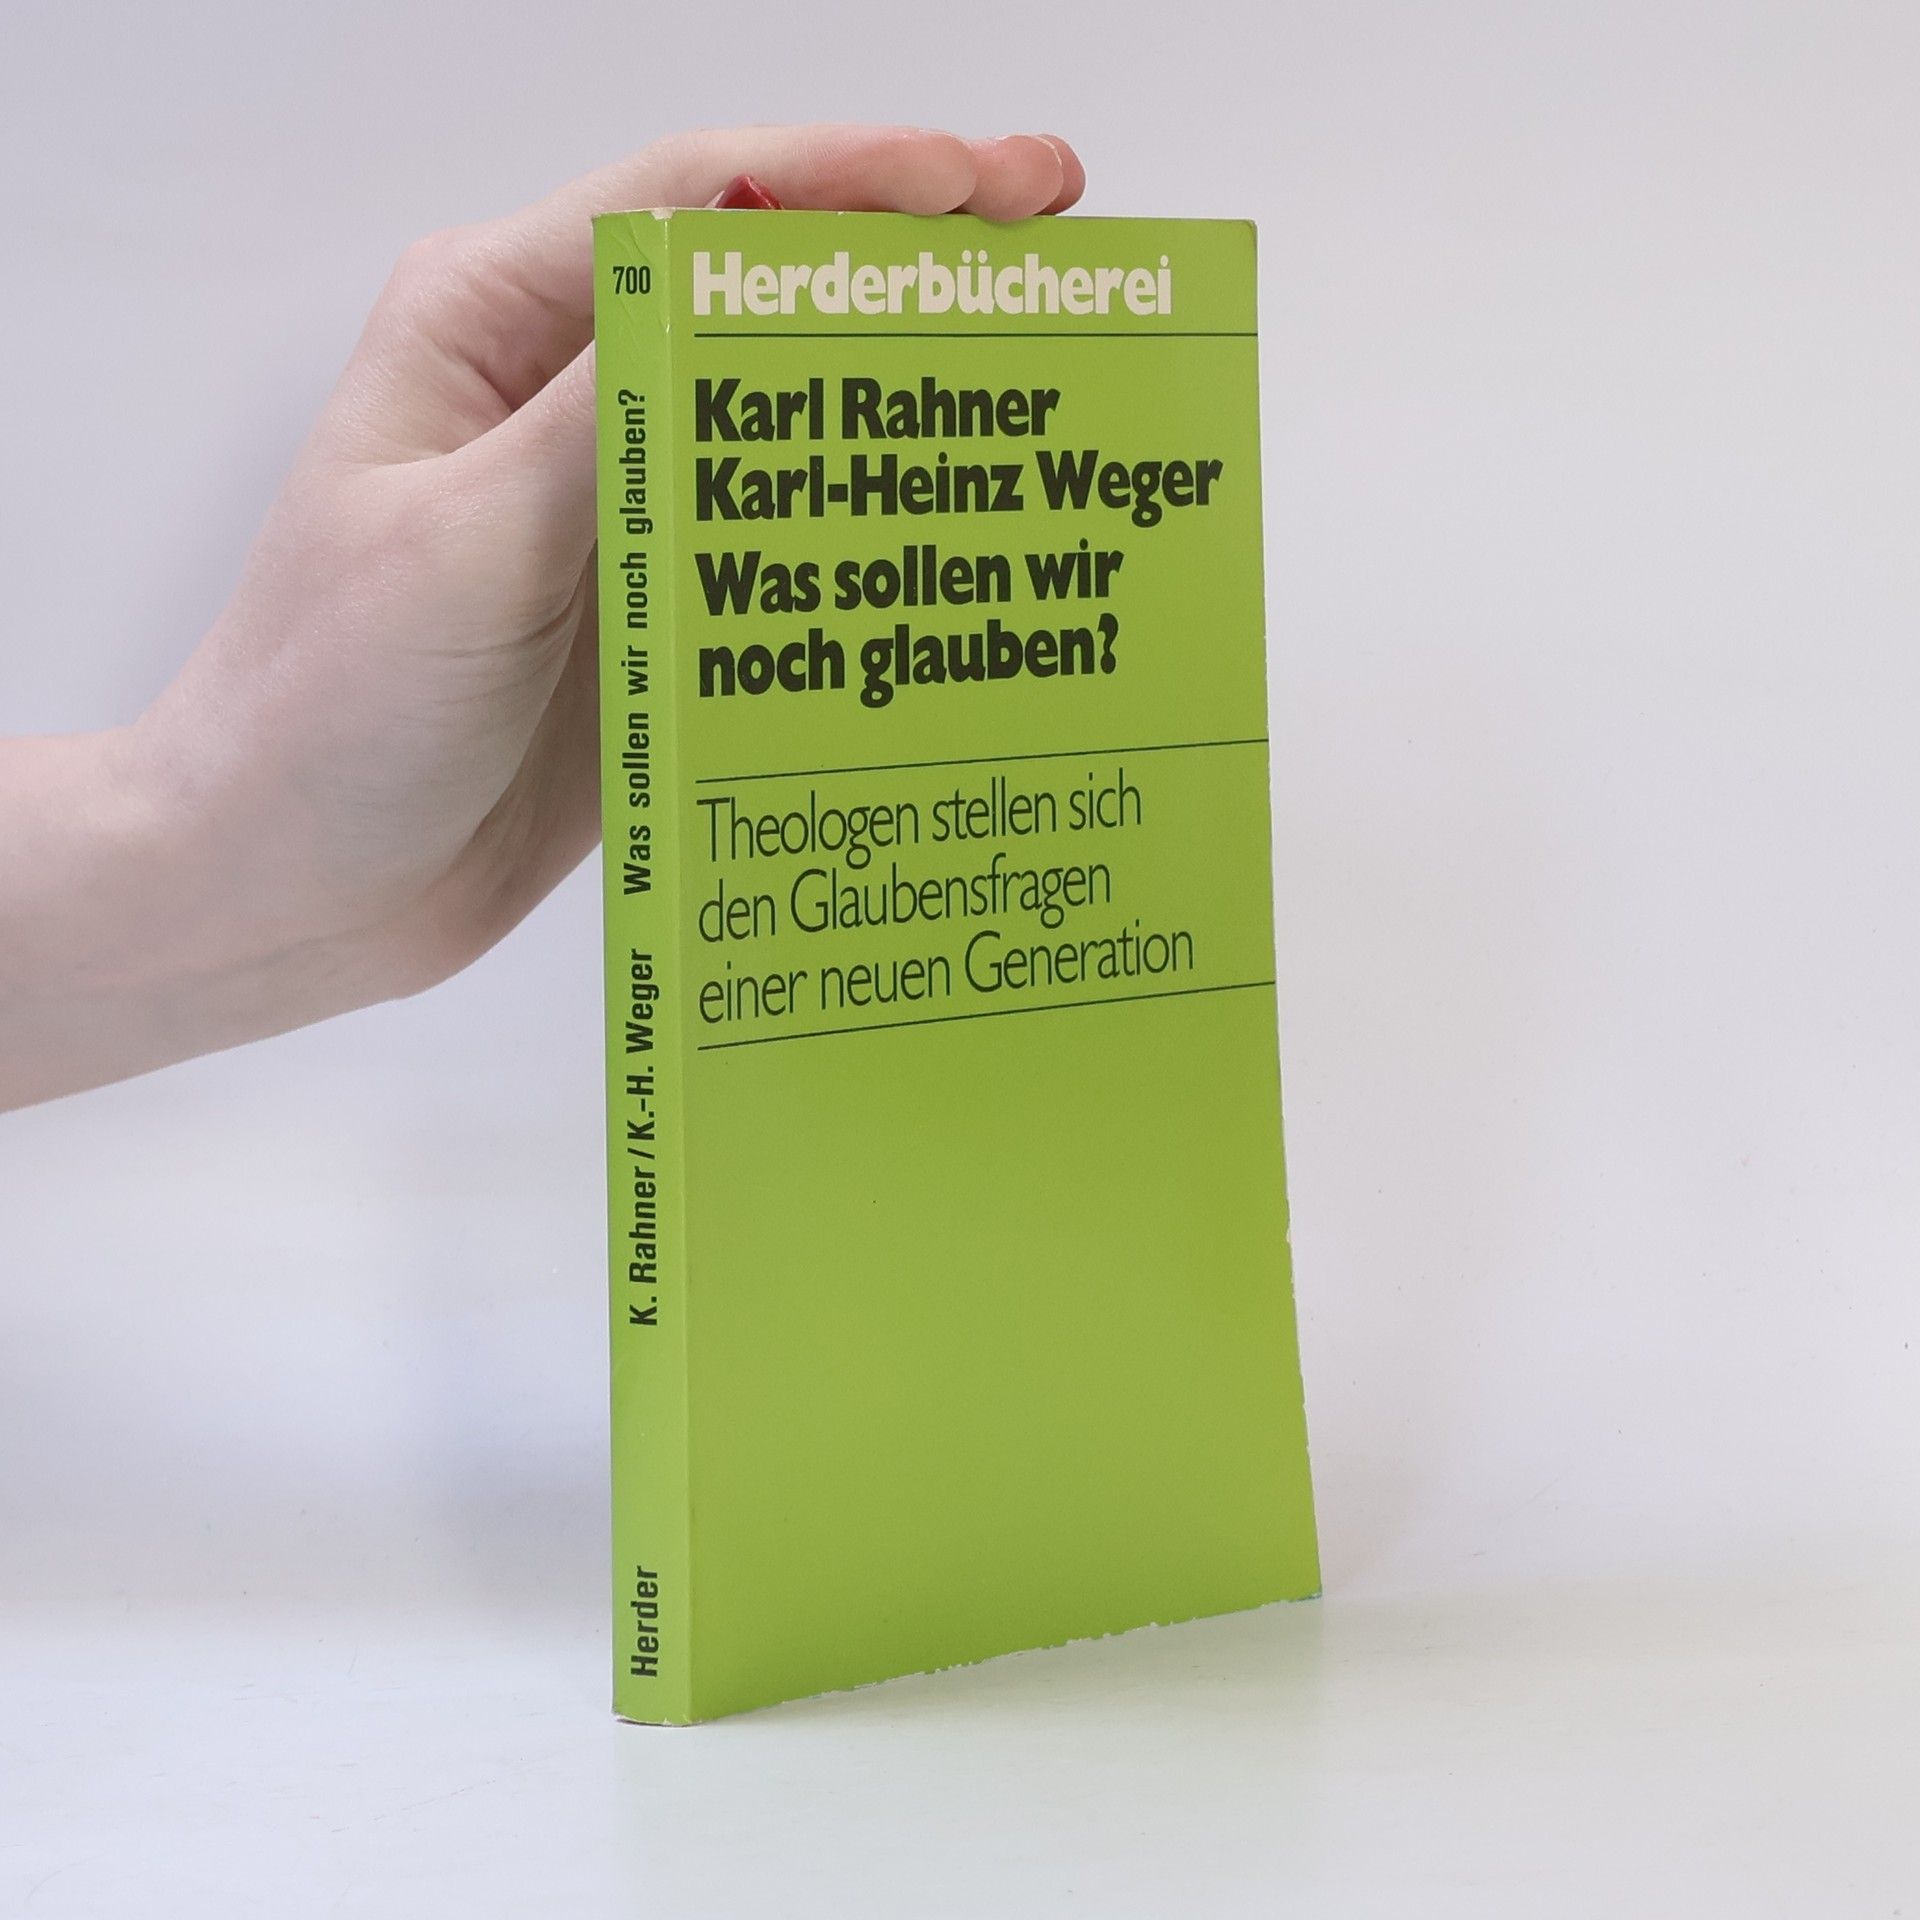 700
K. Rahner / K.-H. Weger Was sollen wir noch glauben?
Herder
Herderbücherei
Karl Rahner
Karl-Heinz Weger
Was sollen wir
noch glauben?
Theologen stellen sich
den Glaubensfragen
einer neuen Generation